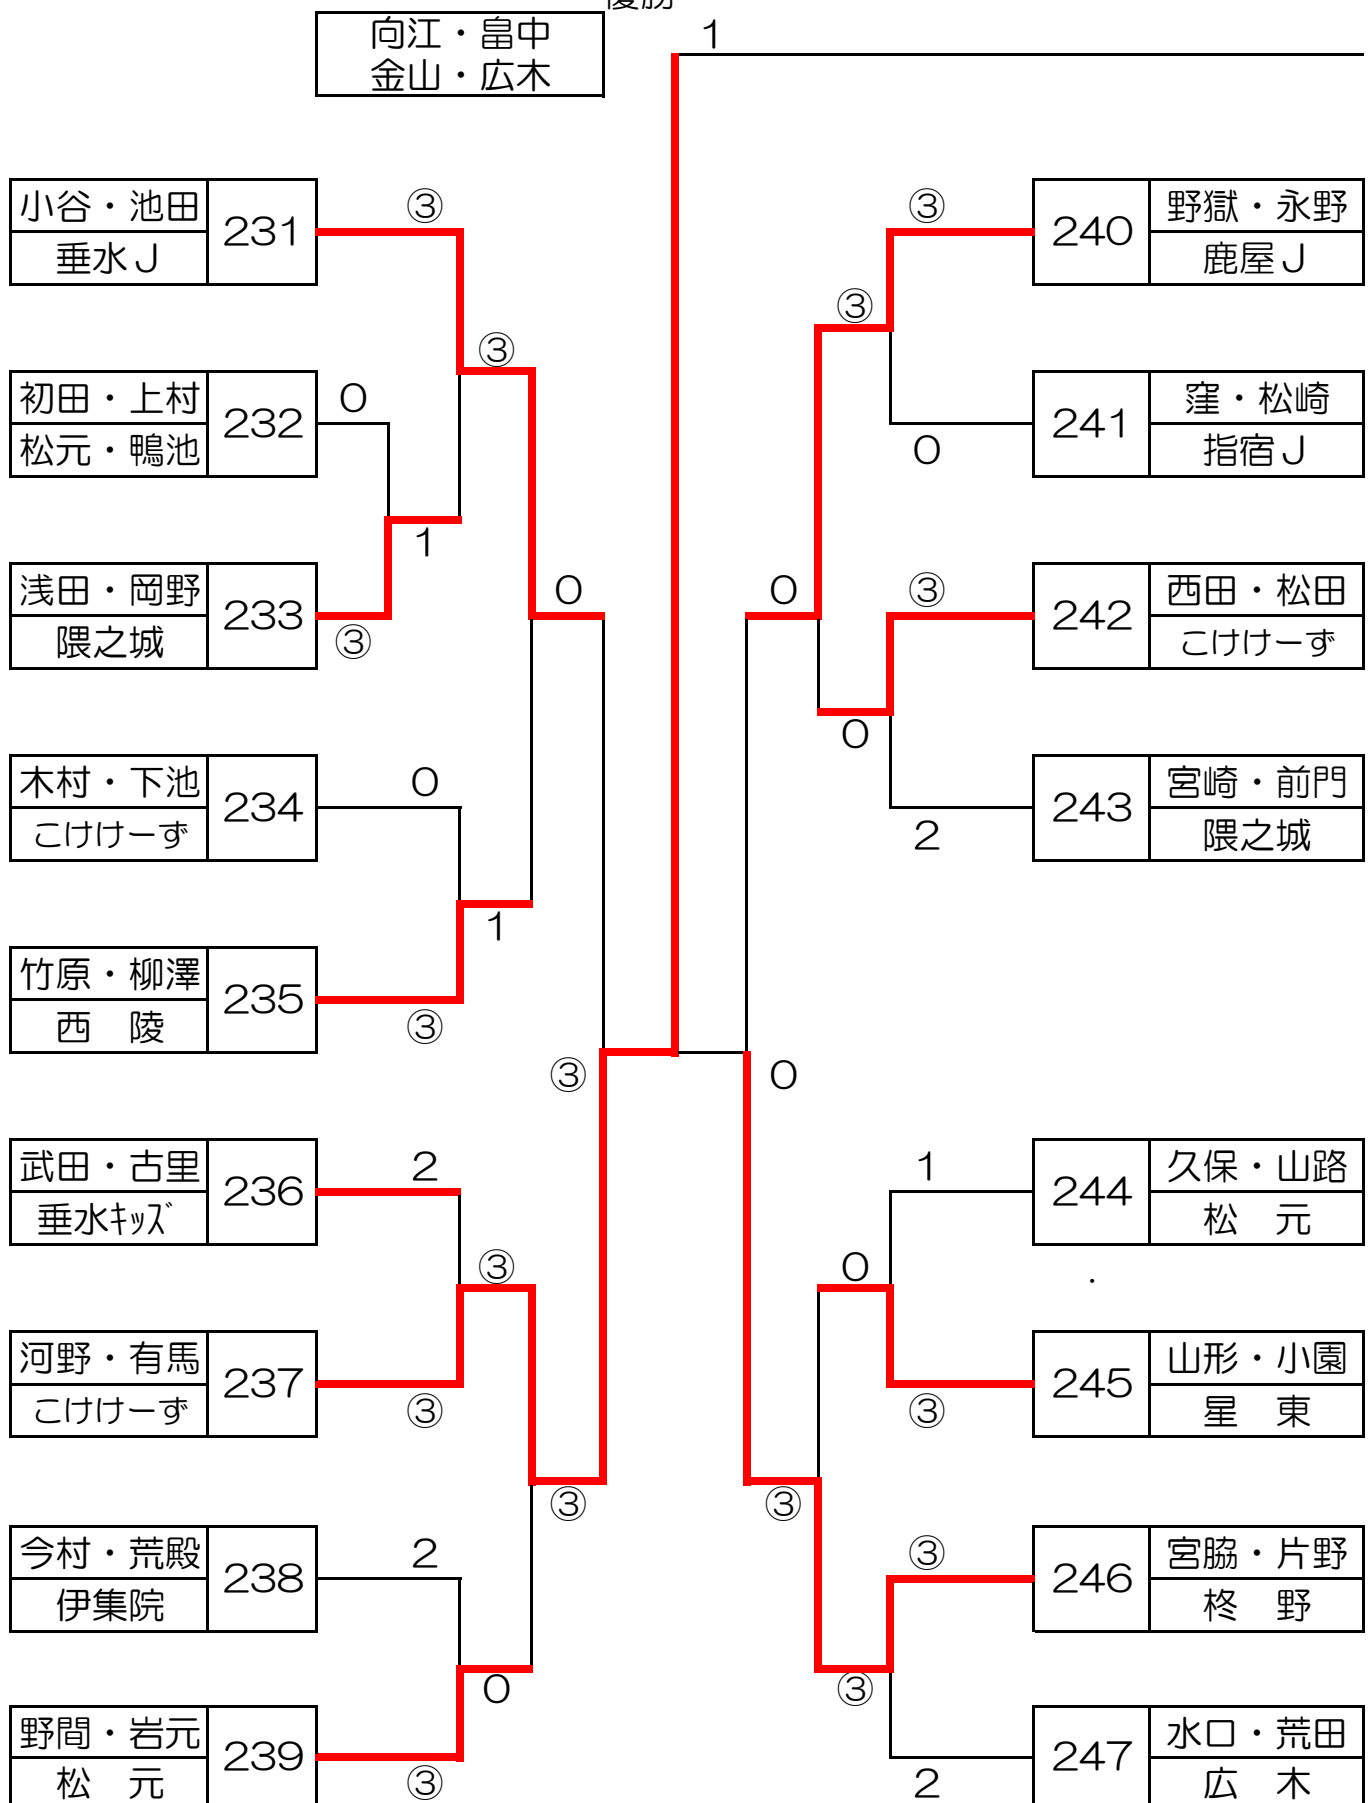 優勝
向江・畠中
金山・広木
1
小谷・池田
231
垂水J
③
③
初田・上村
232
松元・鴨池
0
1
浅田・岡野
233
隈之城
③
0
木村・下池
234
こけけーず
0
1
竹原・柳澤
235
西　陵
③
③
武田・古里
236
垂水ｷｯｽﾞ
2
③
河野・有馬
237
こけけーず
③
③
今村・荒殿
238
伊集院
2
0
野間・岩元
239
松　元
③
③
240
野獄・永野
鹿屋J
③
241
窪・松崎
指宿J
0
0
③
242
西田・松田
こけけーず
0
243
宮崎・前門
隈之城
2
0
1
244
久保・山路
松　元
0
.
245
山形・小園
星　東
③
③
③
246
宮脇・片野
柊　野
③
247
水口・荒田
広　木
2